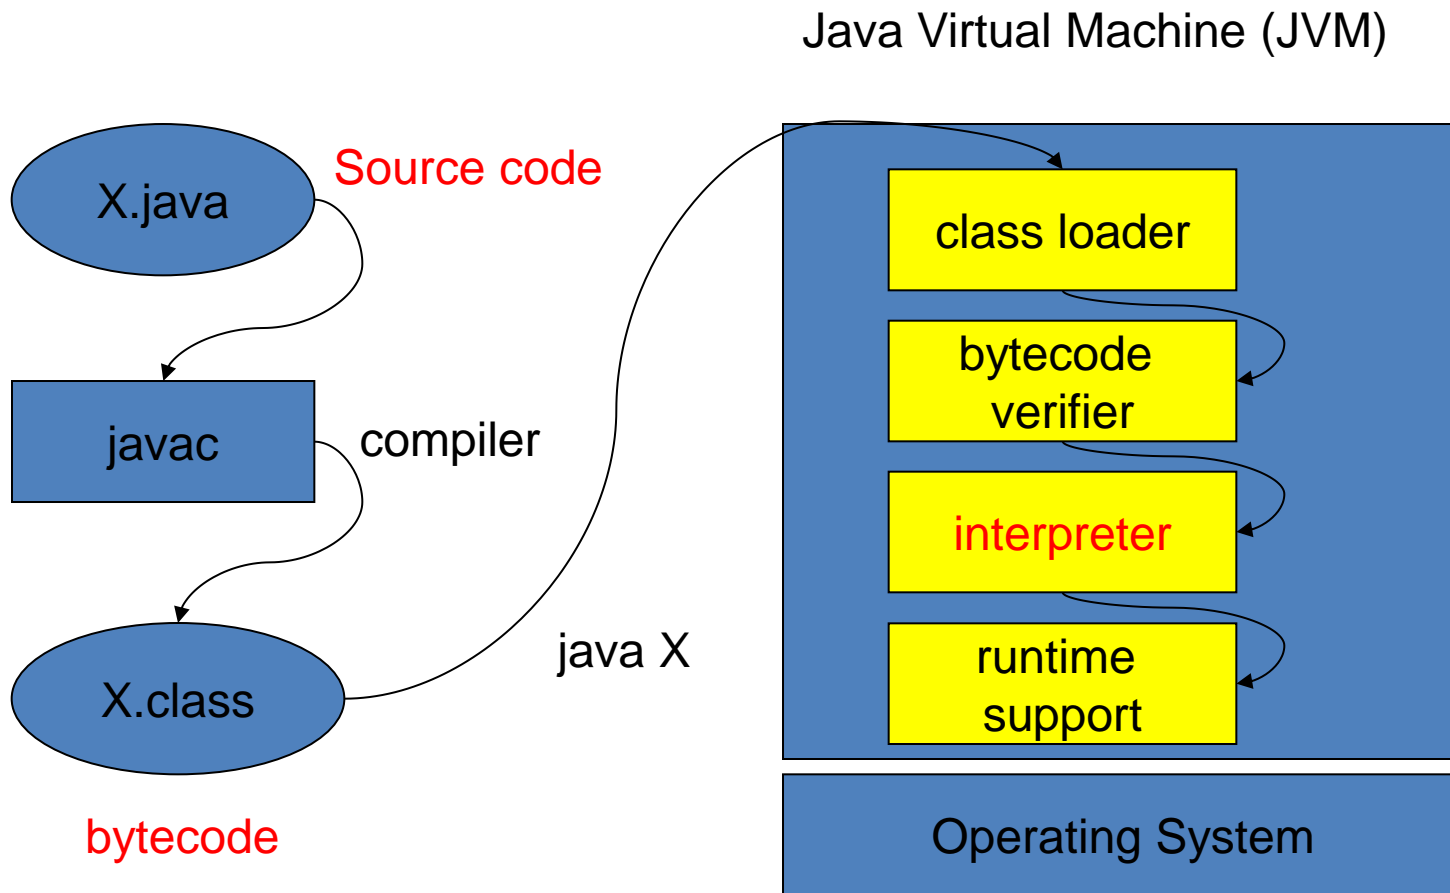 Java Virtual Machine (JVM)
X.java
Source code
javac
compiler
X.class
bytecode
java X
class loader
bytecode
verifier
interpreter
runtime
support
Operating System